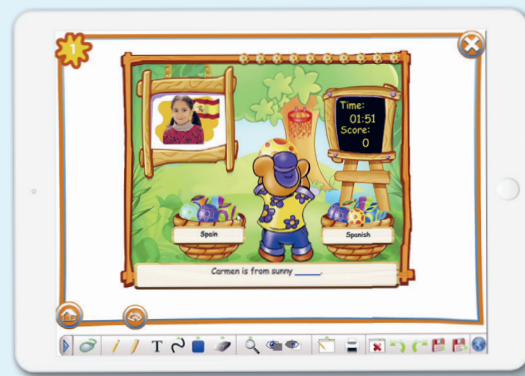 1
Time:
01:51
Score:
0
Spain
Spanish
Carmen is from sunny _____.
T